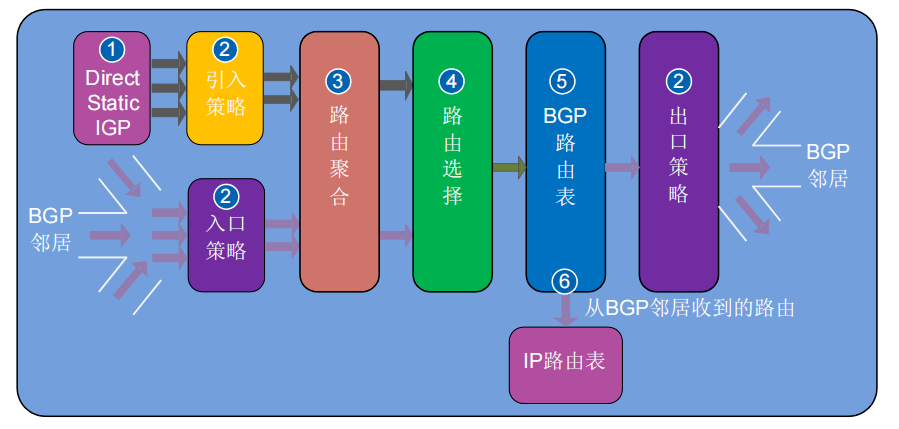 ①
Direct
Static
IGP
②
引入
策略
③
路
由
聚
合
④
路
由
选
择
⑤
BGP
路
由
表
②
出
口
策
略
BGP
邻居
②
入口
策略
BGP
邻居
⑥
从BGP邻居收到的路由
IP路由表